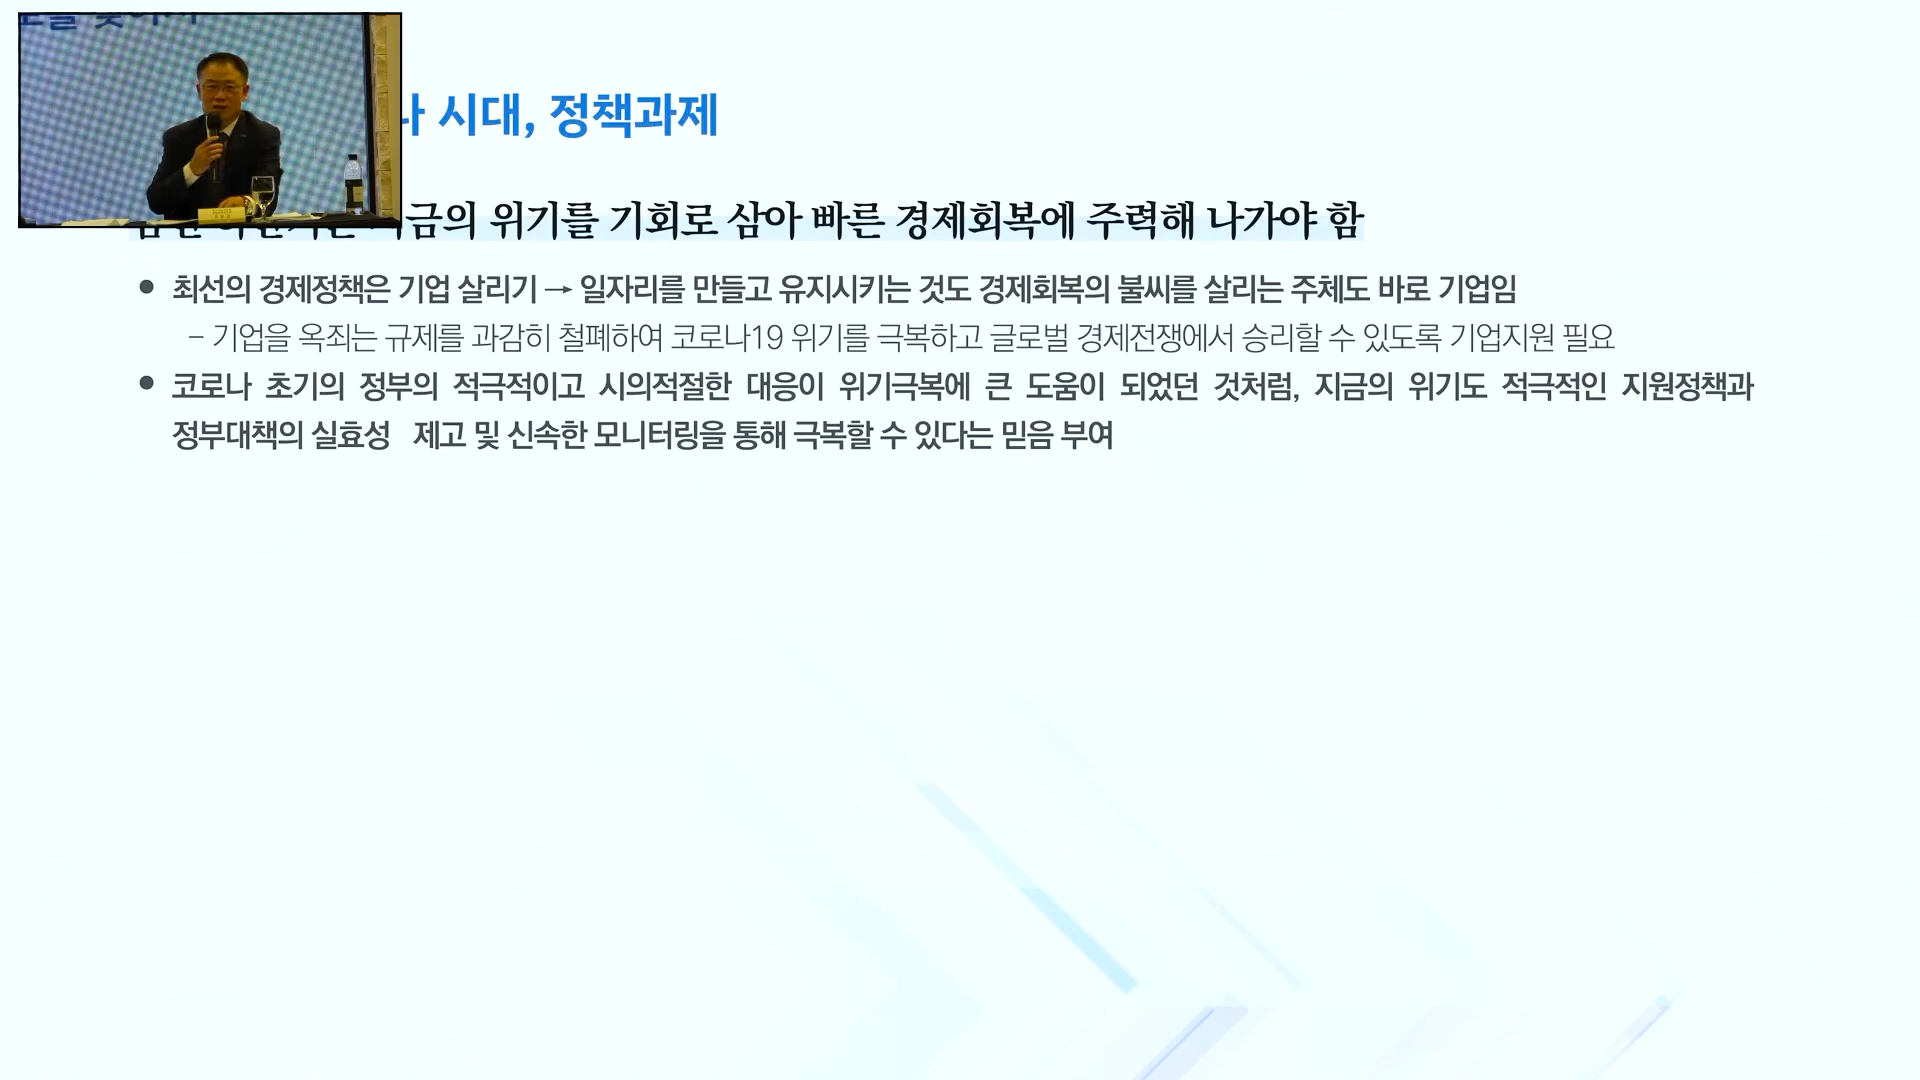 시대, 정책과제
위기를 기회로 삼아 빠른 경제회복에 주력해 나가야 함
● 최선의 경제정책은 기업 살리기 → 일자리를 만들고 유지시키는 것도 경제회복의 불씨를 살리는 주체도 바로 기업임
– 기업을 옥죄는 규제를 과감히 철폐하여 코로나19 위기를 극복하고 글로벌 경제전쟁에서 승리할 수 있도록 기업지원 필요
● 코로나 초기의 정부의 적극적이고 시의적절한 대응이 위기극복에 큰 도움이 되었던 것처럼, 지금의 위기도 적극적인 지원정책과
정부대책의 실효성 제고 및 신속한 모니터링을 통해 극복할 수 있다는 믿음 부여